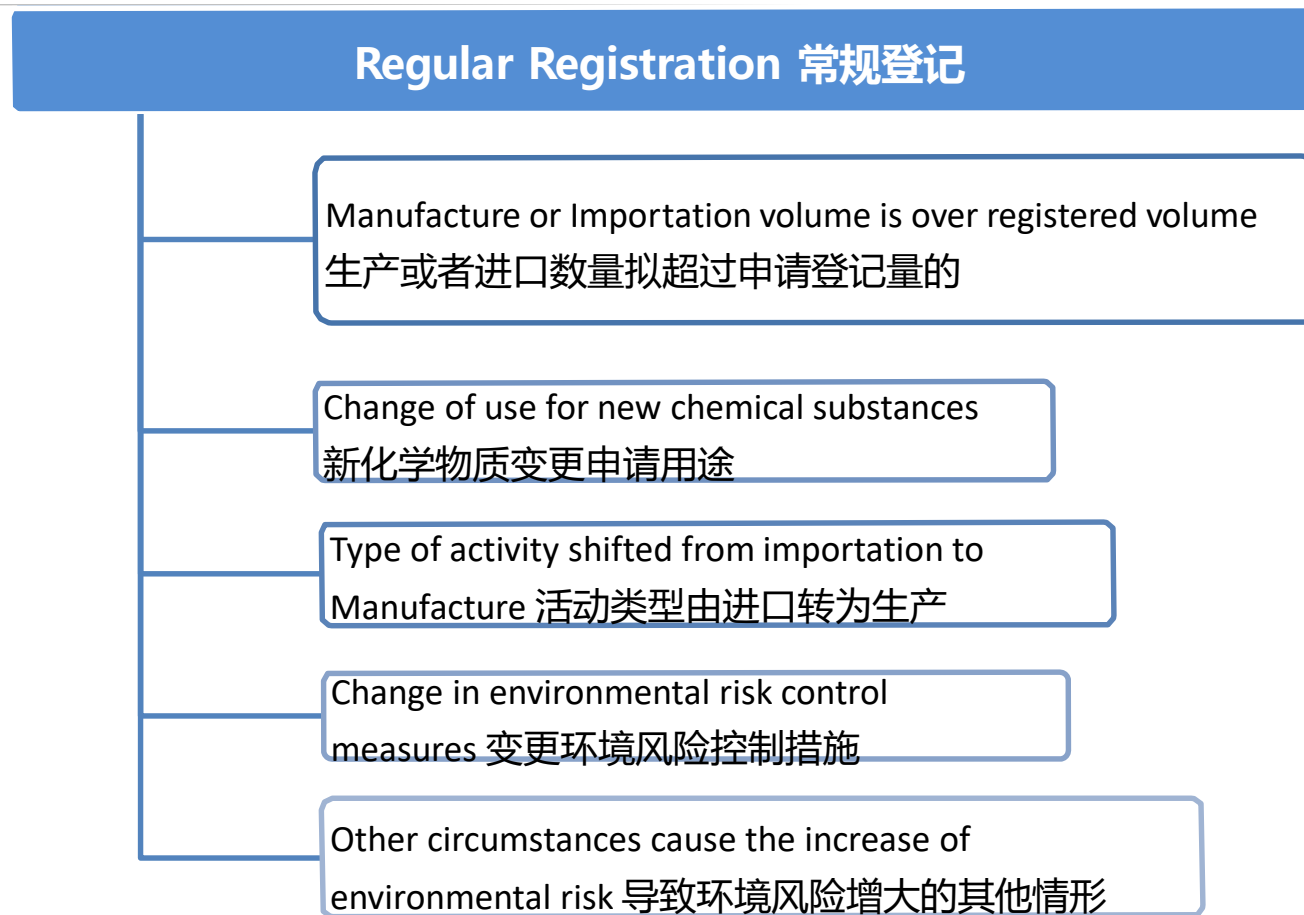 Regular Registration 常规登记
Manufacture or Importation volume is over registered volume
生产或者进口数量拟超过申请登记量的
Change of use for new chemical substances
新化学物质变更申请用途
Type of activity shifted from importation to
Manufacture 活动类型由进口转为生产
Change in environmental risk control
measures 变更环境风险控制措施
Other circumstances cause the increase of
environmental risk 导致环境风险增大的其他情形